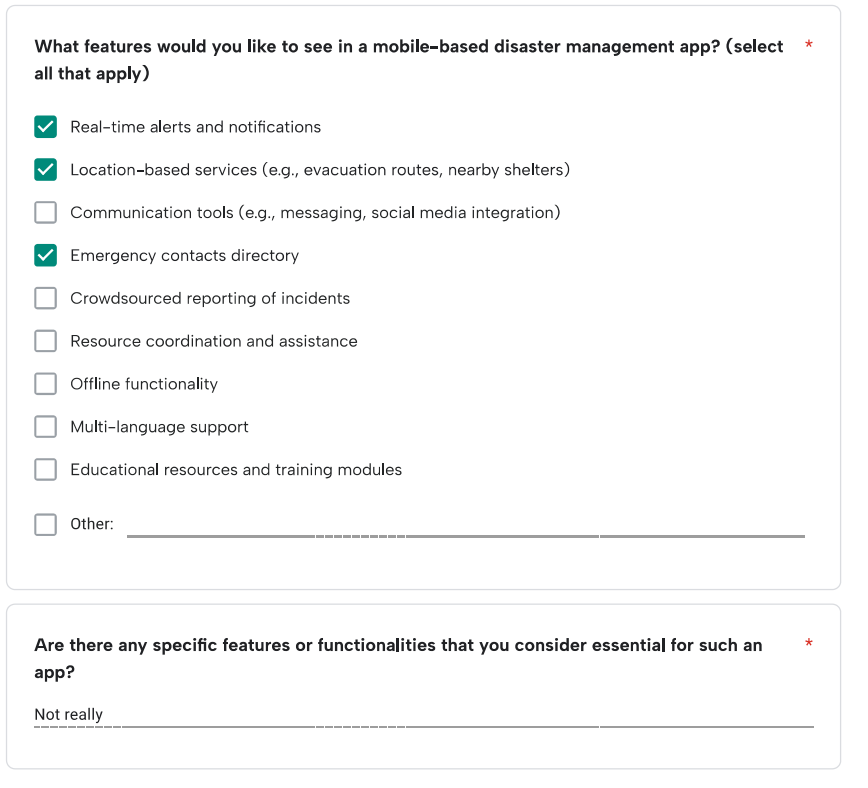 What features would you like to see in a mobile-based disaster management app? (select *
all that apply)
Real-time alerts and notifications
Location-based services (e.g., evacuation routes, nearby shelters)
Communication tools (e.g., messaging, social media integration)
Emergency contacts directory
Crowdsourced reporting of incidents
Resource coordination and assistance
Offline functionality
Multi-language support
Educational resources and training modules
Other:
Are there any specific features or functionalities that you consider essential for such an *
app?
Not really